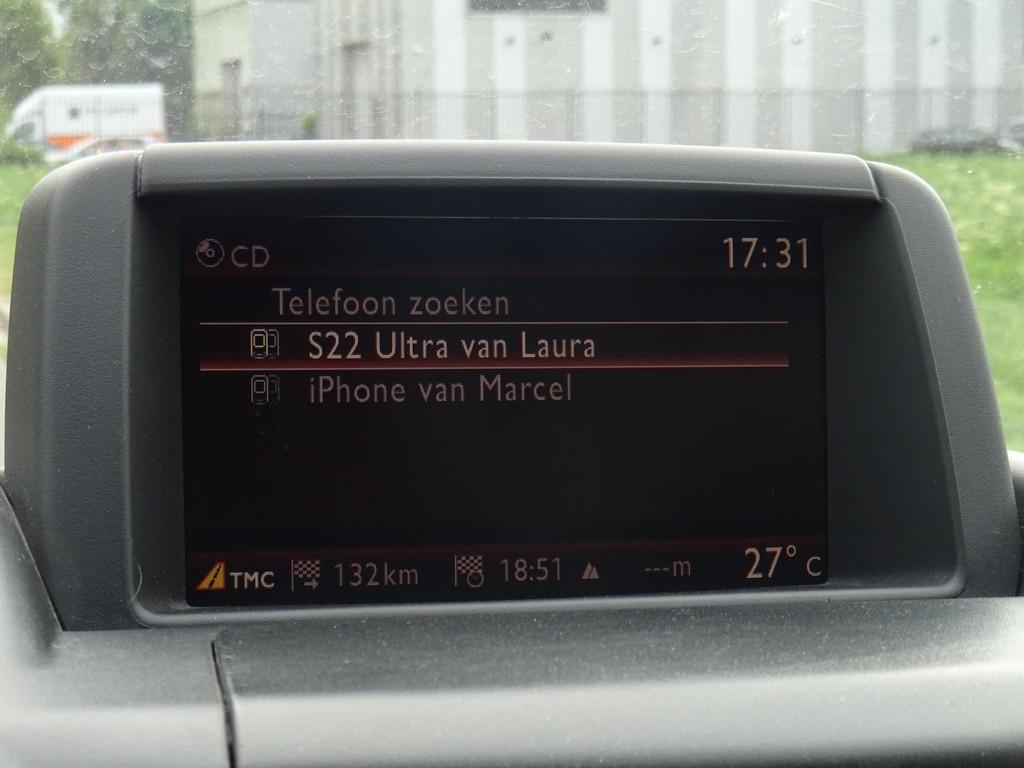 CD 17:31
Telefoon zoeken
S22 Ultra van Laura
iPhone van Marcel
TMC 132km 18:51 ---m 27° C